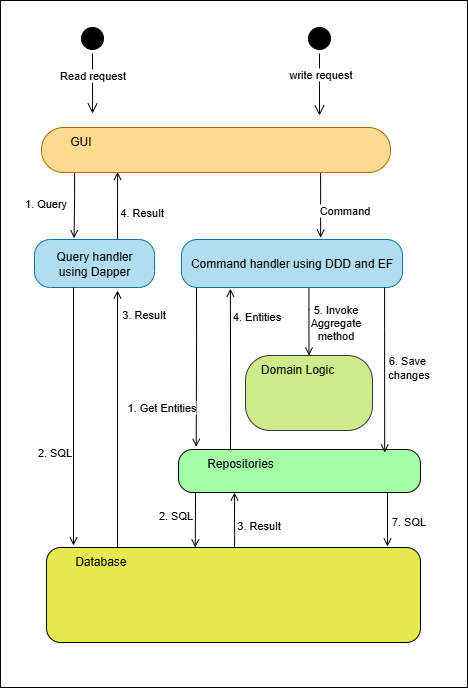 Read request
write request
GUI
1. Query
4. Result
Command
Query handler
using Dapper
Command handler using DDD and EF
3. Result
4. Entities
5. Invoke
Aggregate
method
6. Save
changes
Domain Logic
1. Get Entities
2. SQL
Repositories
2. SQL
3. Result
7. SQL
Database